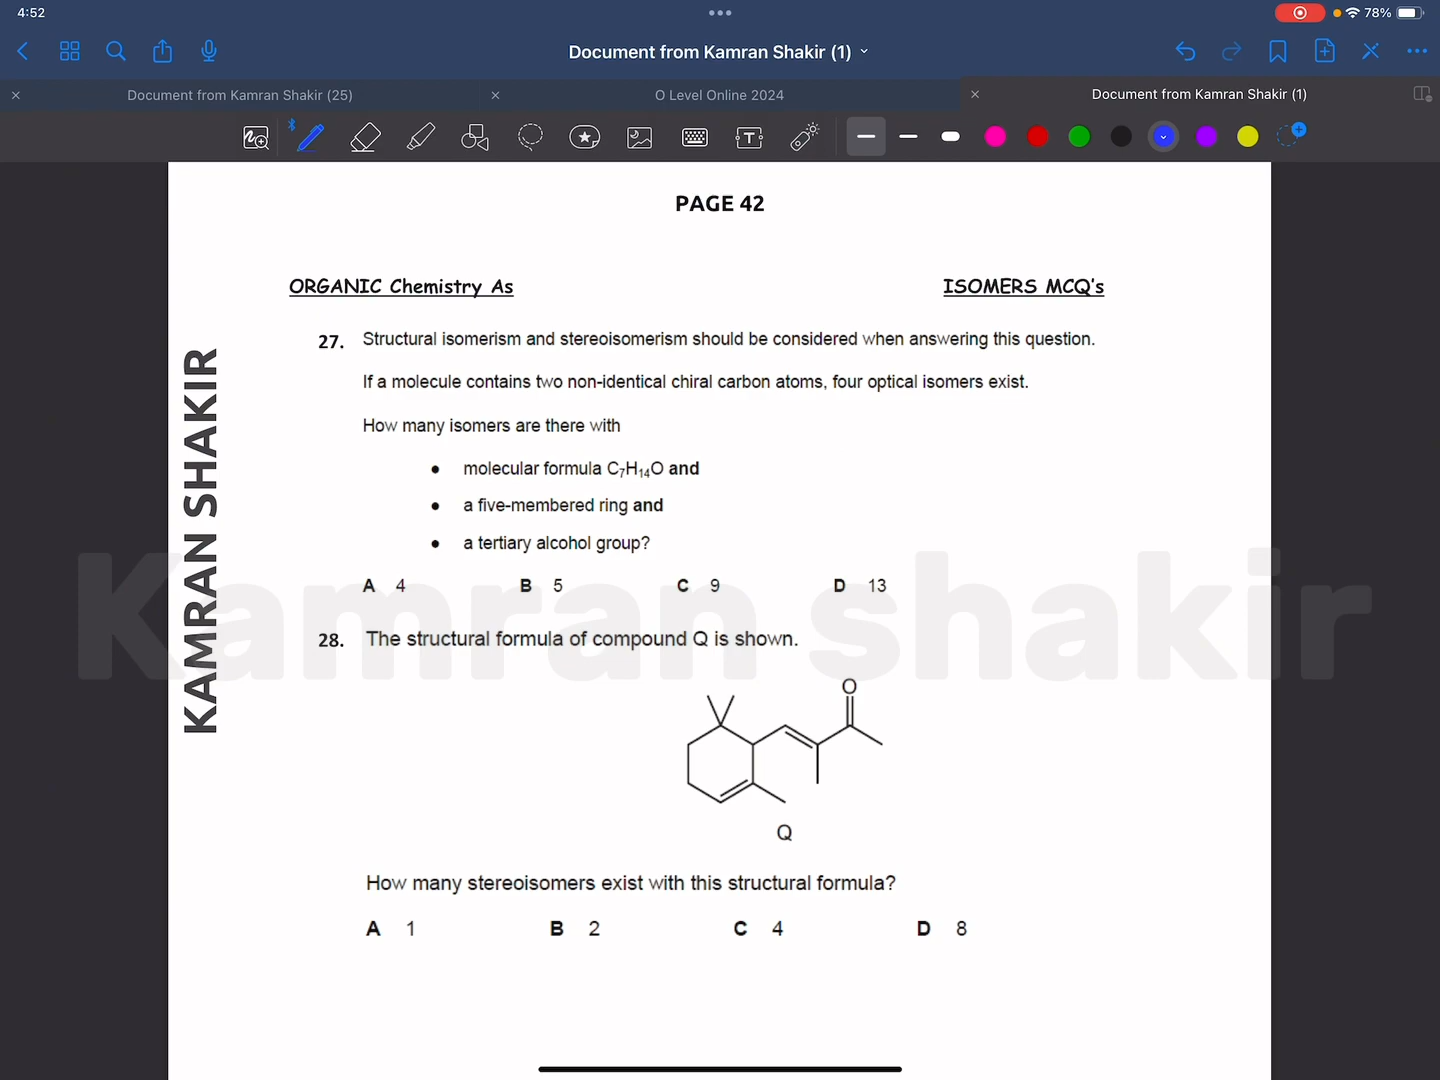 4:52
78%
Document from Kamran Shakir (1)
Document from Kamran Shakir (25)
O Level Online 2024
Document from Kamran Shakir (1)
PAGE 42
ORGANIC Chemistry As
ISOMERS MCQ's
KAMRAN SHAKIR
Kamran shakir
27. Structural isomerism and stereoisomerism should be considered when answering this question.
If a molecule contains two non-identical chiral carbon atoms, four optical isomers exist.
How many isomers are there with
• molecular formula C₇H₁₄O and
• a five-membered ring and
• a tertiary alcohol group?
A 4 B 5 C 9 D 13
28. The structural formula of compound Q is shown.
O
Q
How many stereoisomers exist with this structural formula?
A 1 B 2 C 4 D 8